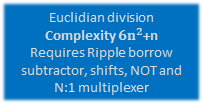 Euclidian division
Complexity 6n²+n
Requires Ripple borrow
subtractor, shifts, NOT and
N:1 multiplexer